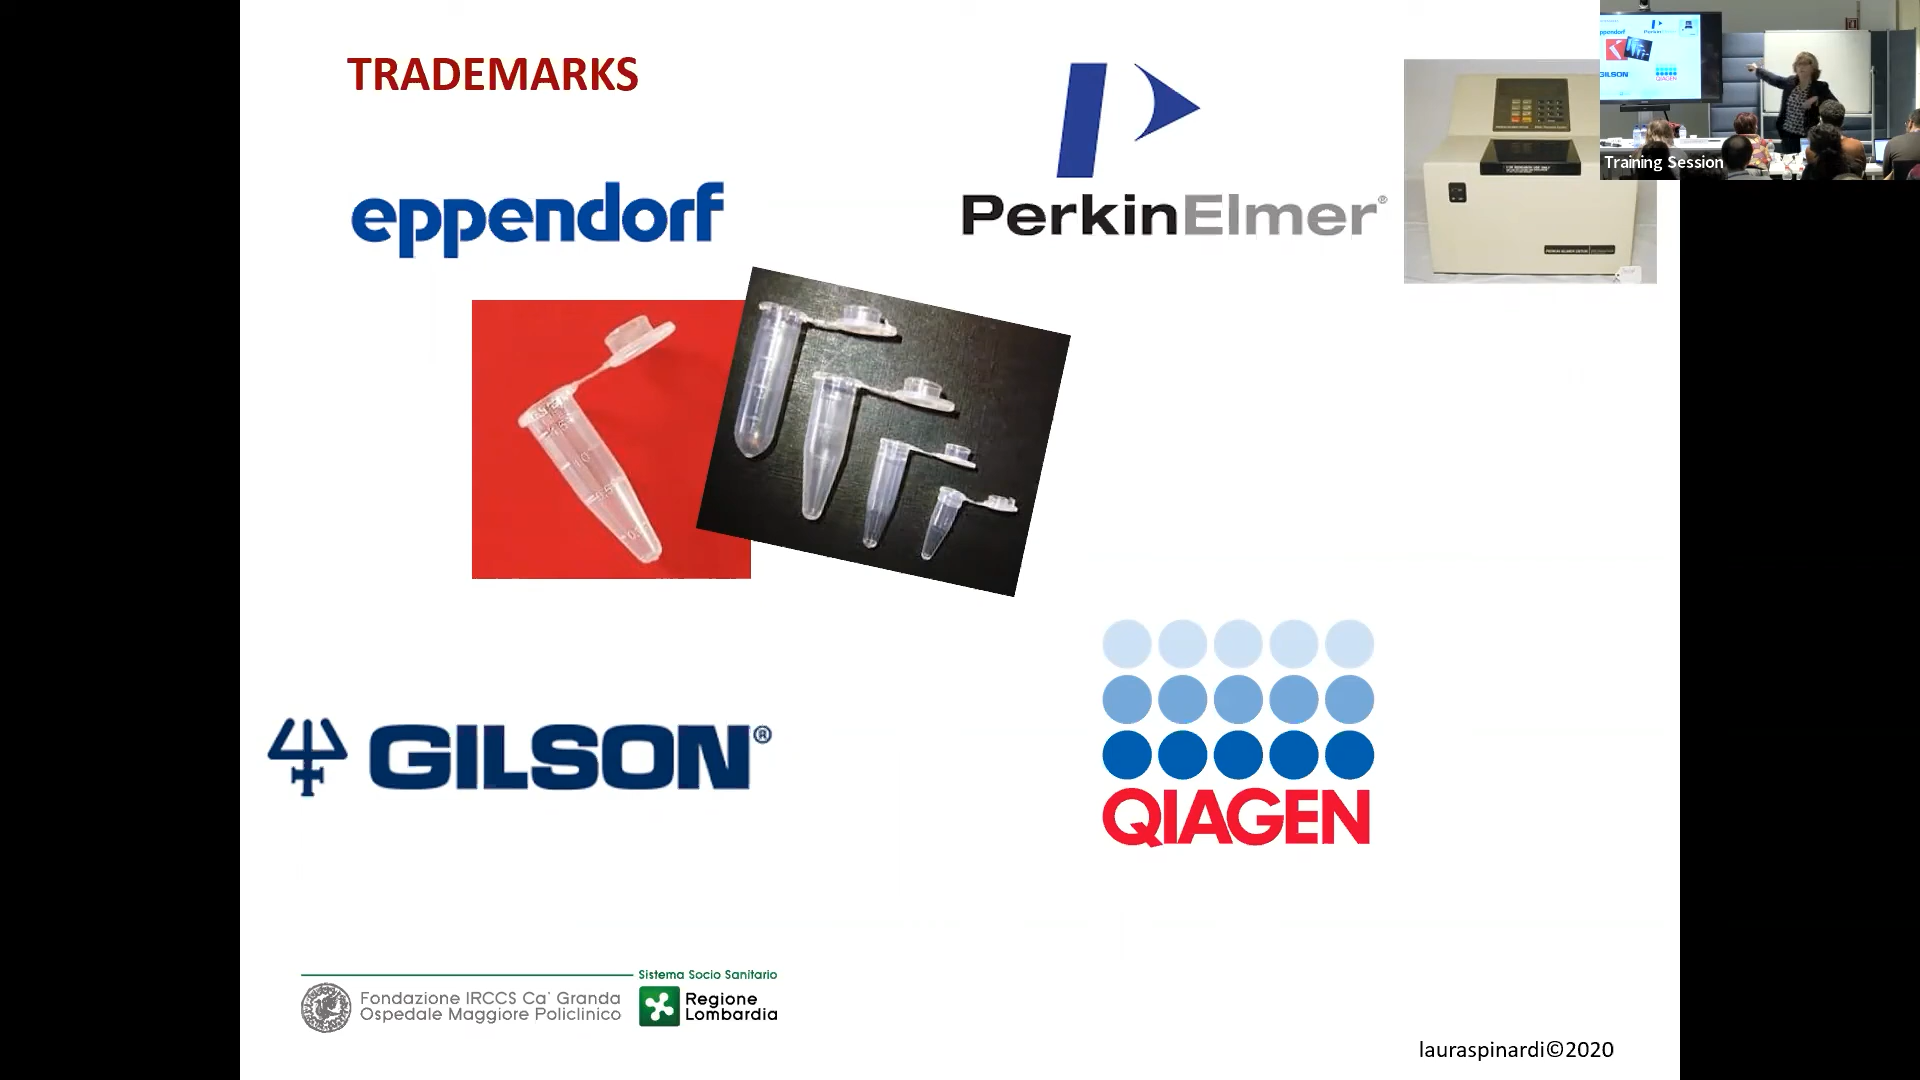 TRADEMARKS
eppendorf
PerkinElmer®
Training Session
GILSON®
QIAGEN
Sistema Socio Sanitario
Fondazione IRCCS Ca' Granda
Ospedale Maggiore Policlinico
Regione
Lombardia
lauraspinardi©2020